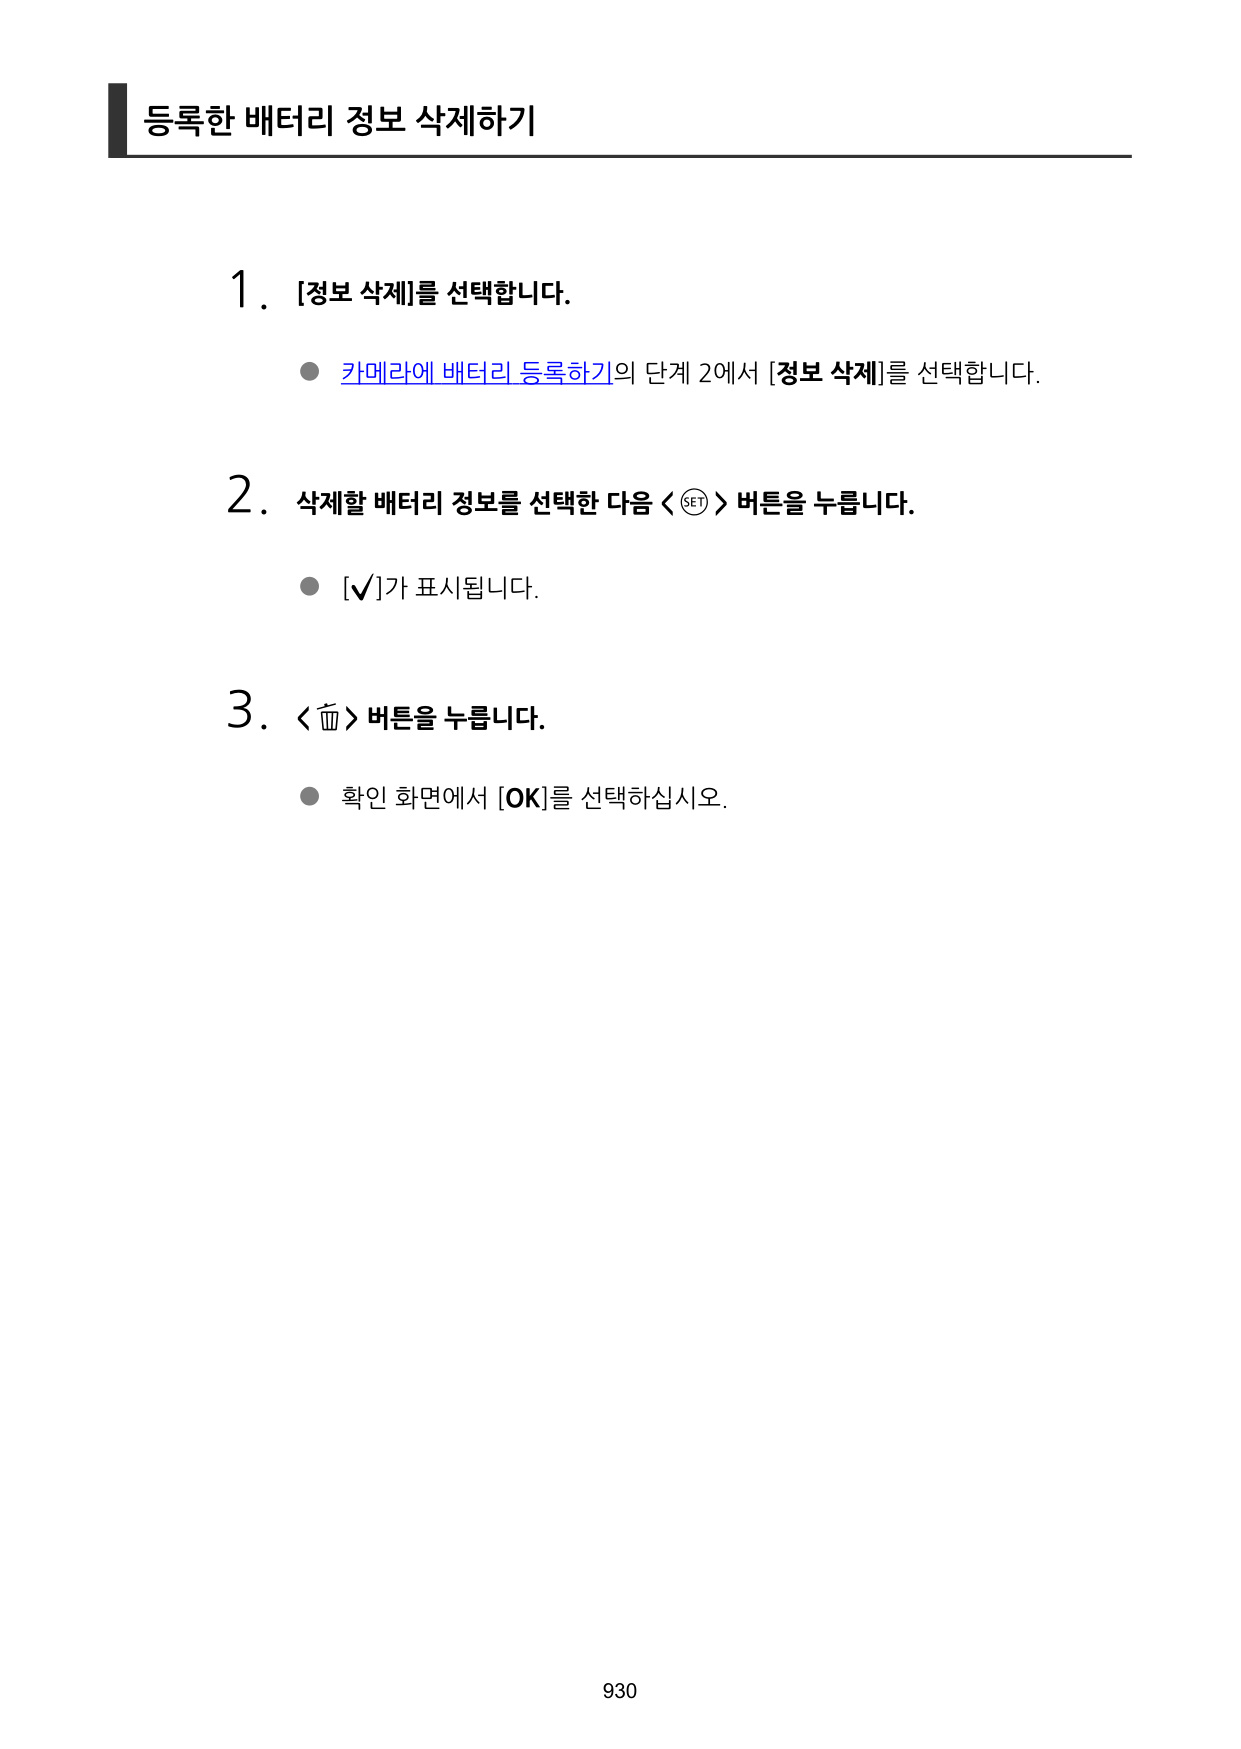 등록한 배터리 정보 삭제하기
1. [정보 삭제]를 선택합니다.
● 카메라에 배터리 등록하기의 단계 2에서 [정보 삭제]를 선택합니다.
2. 삭제할 배터리 정보를 선택한 다음 < SET > 버튼을 누릅니다.
● [✓]가 표시됩니다.
3. < > 버튼을 누릅니다.
● 확인 화면에서 [OK]를 선택하십시오.
930